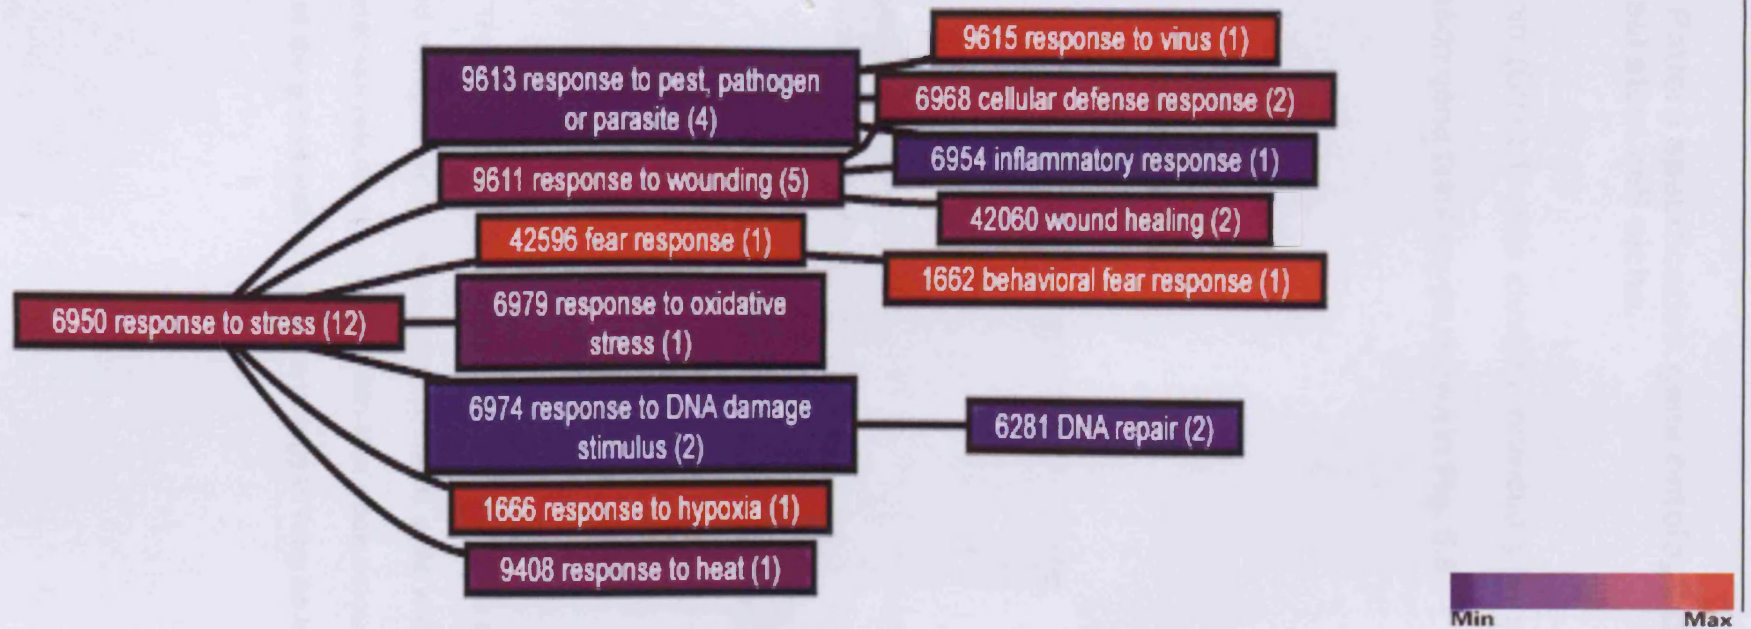 9615 response to virus (1)
9613 response to pest, pathogen
or parasite (4)
6968 cellular defense response (2)
6954 inflammatory response (1)
9611 response to wounding (5)
42060 wound healing (2)
42596 fear response (1)
1662 behavioral fear response (1)
6979 response to oxidative
stress (1)
6950 response to stress (12)
6974 response to DNA damage
stimulus (2)
6281 DNA repair (2)
1666 response to hypoxia (1)
9408 response to heat (1)
Min Max